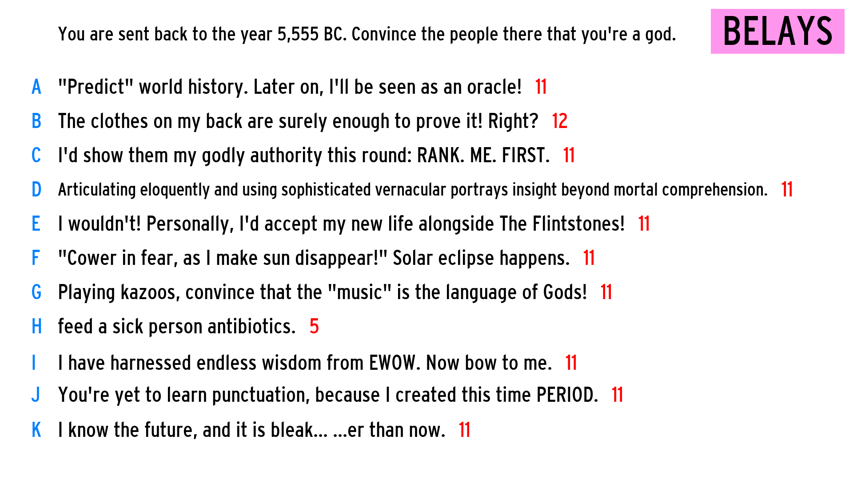 You are sent back to the year 5,555 BC. Convince the people there that you're a god.
BELAYS
A "Predict" world history. Later on, I'll be seen as an oracle! 11
B The clothes on my back are surely enough to prove it! Right? 12
C I'd show them my godly authority this round: RANK. ME. FIRST. 11
D Articulating eloquently and using sophisticated vernacular portrays insight beyond mortal comprehension. 11
E I wouldn't! Personally, I'd accept my new life alongside The Flintstones! 11
F "Cower in fear, as I make sun disappear!" Solar eclipse happens. 11
G Playing kazoos, convince that the "music" is the language of Gods! 11
H feed a sick person antibiotics. 5
I I have harnessed endless wisdom from EWOW. Now bow to me. 11
J You're yet to learn punctuation, because I created this time PERIOD. 11
K I know the future, and it is bleak... ...er than now. 11